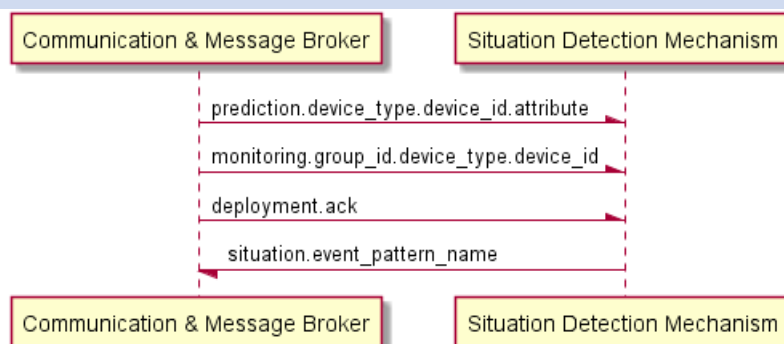 Communication & Message Broker
Situation Detection Mechanism
prediction.device_type.device_id.attribute
monitoring.group_id.device_type.device_id
deployment.ack
situation.event_pattern_name
Communication & Message Broker
Situation Detection Mechanism